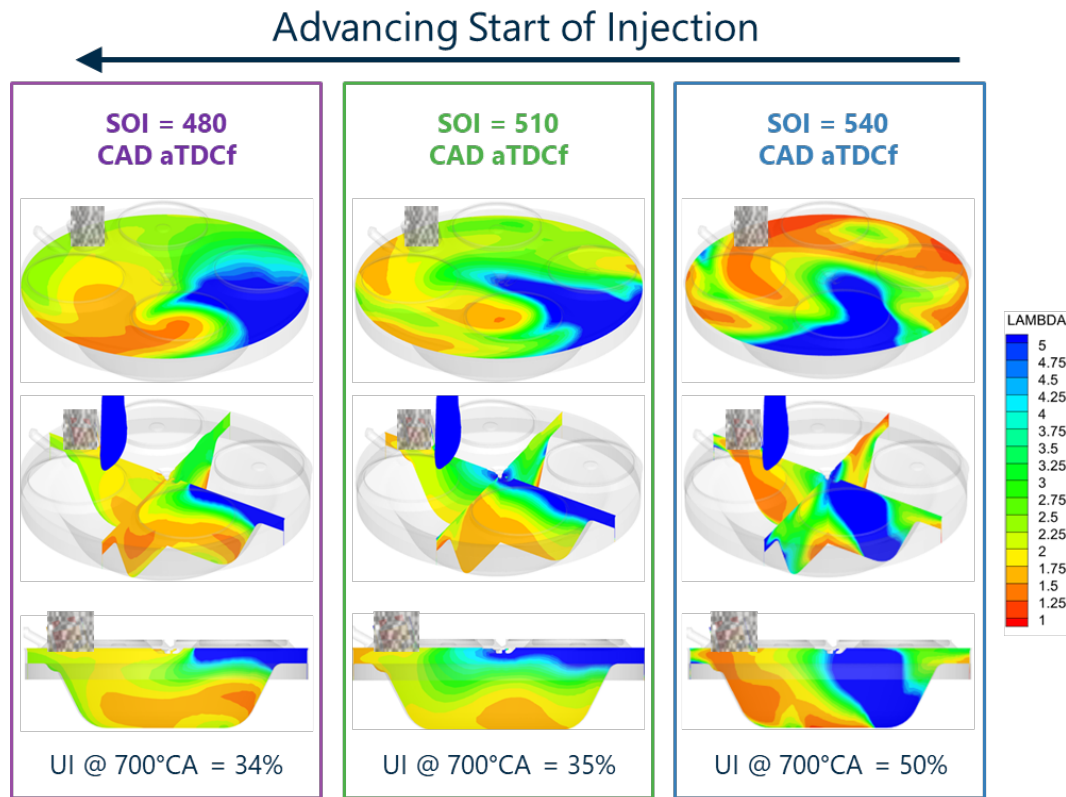 Advancing Start of Injection
SOI = 480
CAD aTDCf
SOI = 510
CAD aTDCf
SOI = 540
CAD aTDCf
LAMBDA
5
4.75
4.5
4.25
4
3.75
3.5
3.25
3
2.75
2.5
2.25
2
1.75
1.5
1.25
1
UI @ 700°CA = 34%
UI @ 700°CA = 35%
UI @ 700°CA = 50%